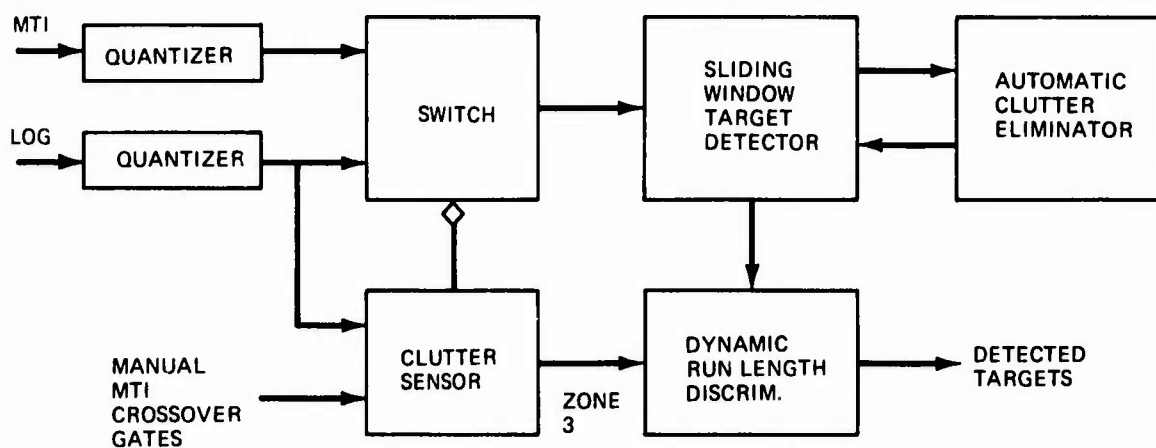 MTI
QUANTIZER
LOG
QUANTIZER
SWITCH
SLIDING
WINDOW
TARGET
DETECTOR
AUTOMATIC
CLUTTER
ELIMINATOR
MANUAL
MTI
CROSSOVER
GATES
CLUTTER
SENSOR
ZONE
3
DYNAMIC
RUN LENGTH
DISCRIM.
DETECTED
TARGETS